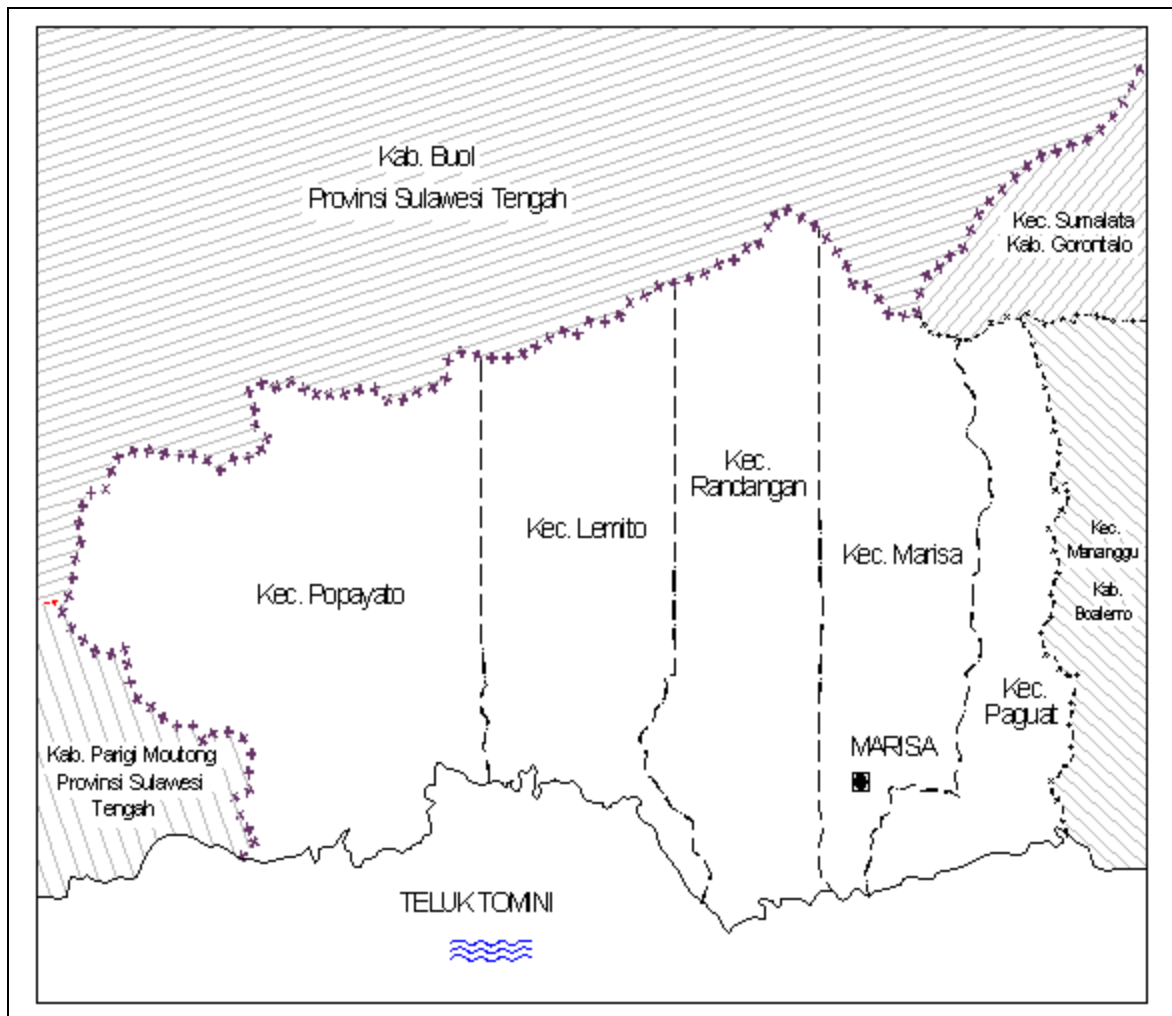 Kab. Buol
Provinsi Sulawesi Tengah
Kec. Sumalata
Kab. Gorontalo
Kec.
Randangan
Kec. Lemito
Kec. Marisa
Kec.
Mananggu
Kab.
Boalemo
Kec. Popayato
Kec.
Paguat
MARISA
Kab. Parigi Moutong
Provinsi Sulawesi
Tengah
TELUK TOMINI